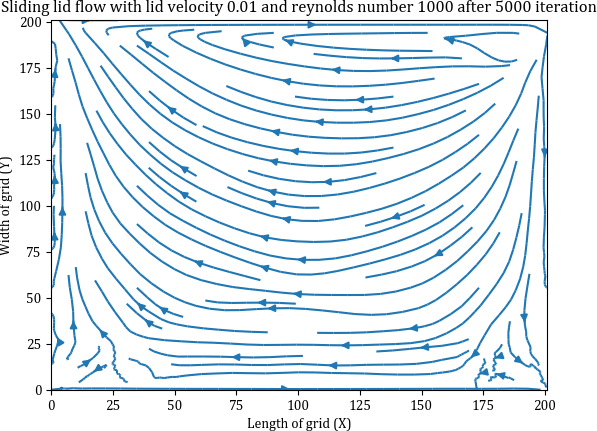 Sliding lid flow with lid velocity 0.01 and reynolds number 1000 after 5000 iteration
200
175
150
125
100
75
50
25
0
Width of grid (Y)
0 25 50 75 100 125 150 175 200
Length of grid (X)